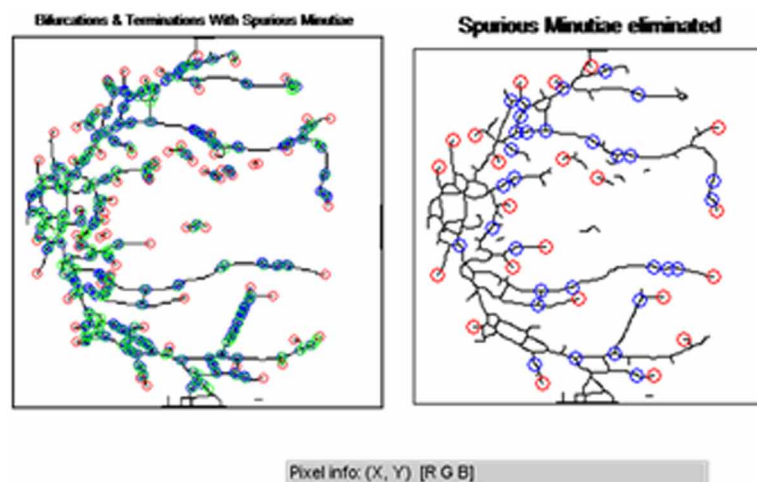 Bifurcations & Terminations With Spurious Minutiae
Spurious Minutiae eliminated
Pixel info: (X, Y) [R G B]